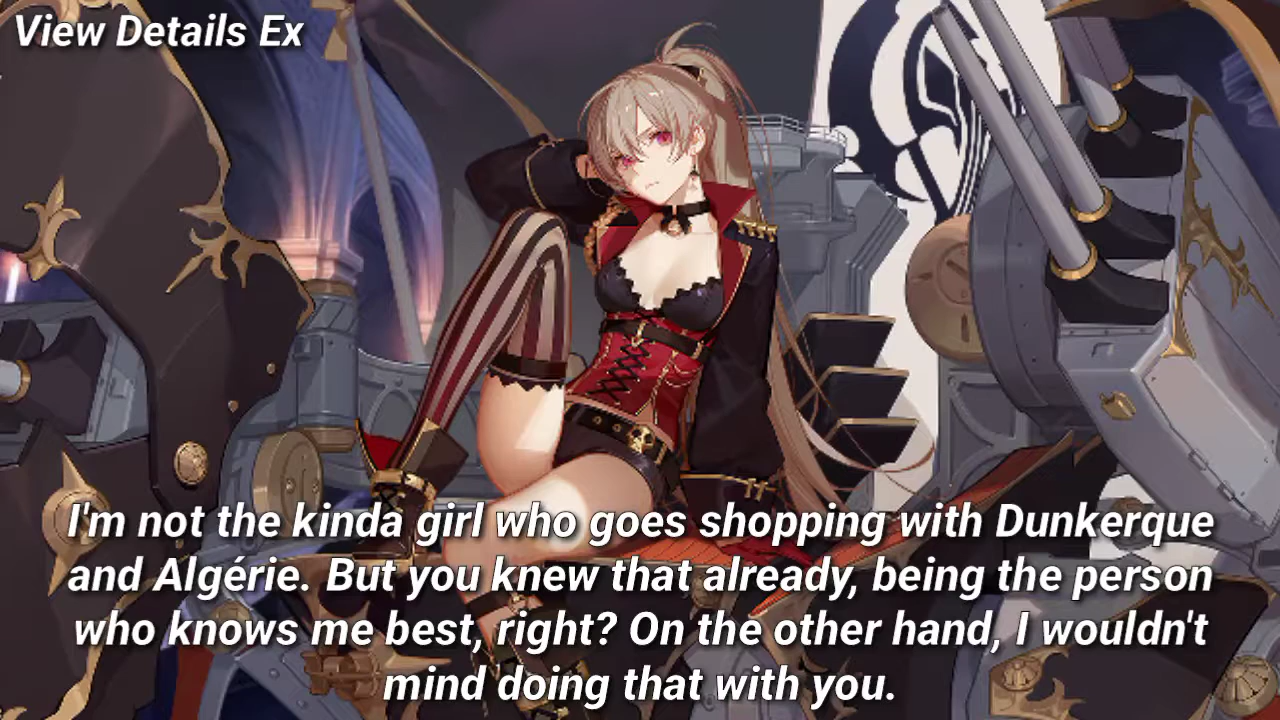 View Details Ex
I'm not the kinda girl who goes shopping with Dunkerque
and Algérie. But you knew that already, being the person
who knows me best, right? On the other hand, I wouldn't
mind doing that with you.